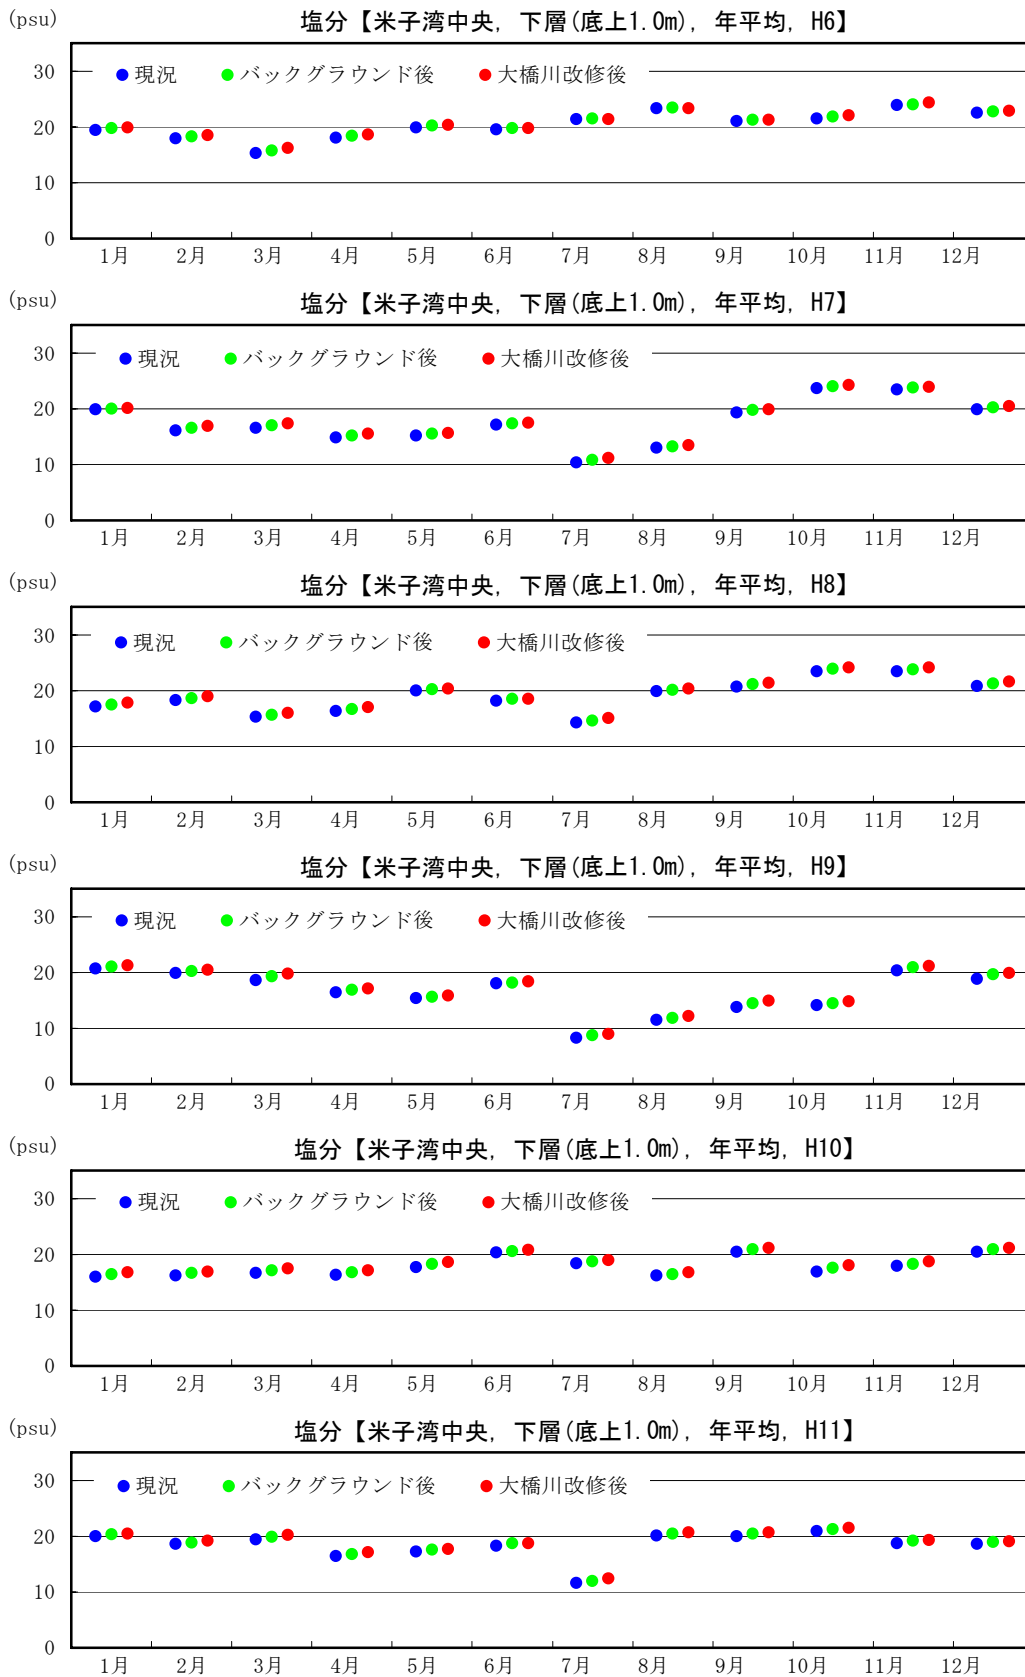 (psu) 塩分【米子湾中央, 下層(底上1.0m), 年平均, H6】
30
現況 バックグラウンド後 大橋川改修後
20
10
0
1月 2月 3月 4月 5月 6月 7月 8月 9月 10月 11月 12月
(psu) 塩分【米子湾中央, 下層(底上1.0m), 年平均, H7】
30
現況 バックグラウンド後 大橋川改修後
20
10
0
1月 2月 3月 4月 5月 6月 7月 8月 9月 10月 11月 12月
(psu) 塩分【米子湾中央, 下層(底上1.0m), 年平均, H8】
30
現況 バックグラウンド後 大橋川改修後
20
10
0
1月 2月 3月 4月 5月 6月 7月 8月 9月 10月 11月 12月
(psu) 塩分【米子湾中央, 下層(底上1.0m), 年平均, H9】
30
現況 バックグラウンド後 大橋川改修後
20
10
0
1月 2月 3月 4月 5月 6月 7月 8月 9月 10月 11月 12月
(psu) 塩分【米子湾中央, 下層(底上1.0m), 年平均, H10】
30
現況 バックグラウンド後 大橋川改修後
20
10
0
1月 2月 3月 4月 5月 6月 7月 8月 9月 10月 11月 12月
(psu) 塩分【米子湾中央, 下層(底上1.0m), 年平均, H11】
30
現況 バックグラウンド後 大橋川改修後
20
10
0
1月 2月 3月 4月 5月 6月 7月 8月 9月 10月 11月 12月